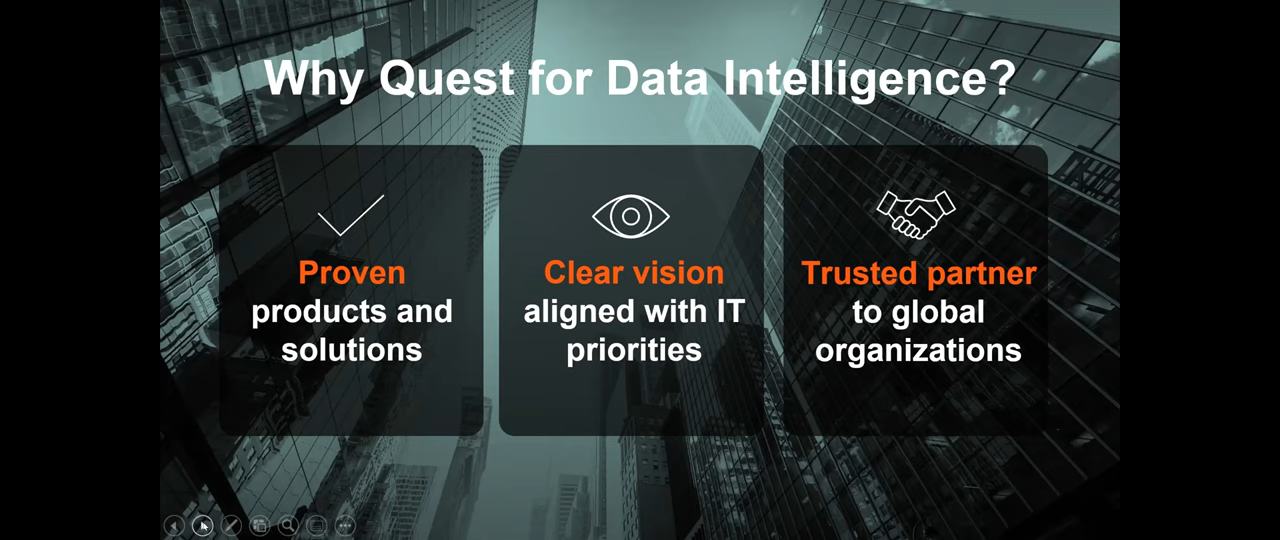 Why Quest for Data Intelligence?
Proven
products and
solutions
Clear vision
aligned with IT
priorities
Trusted partner
to global
organizations